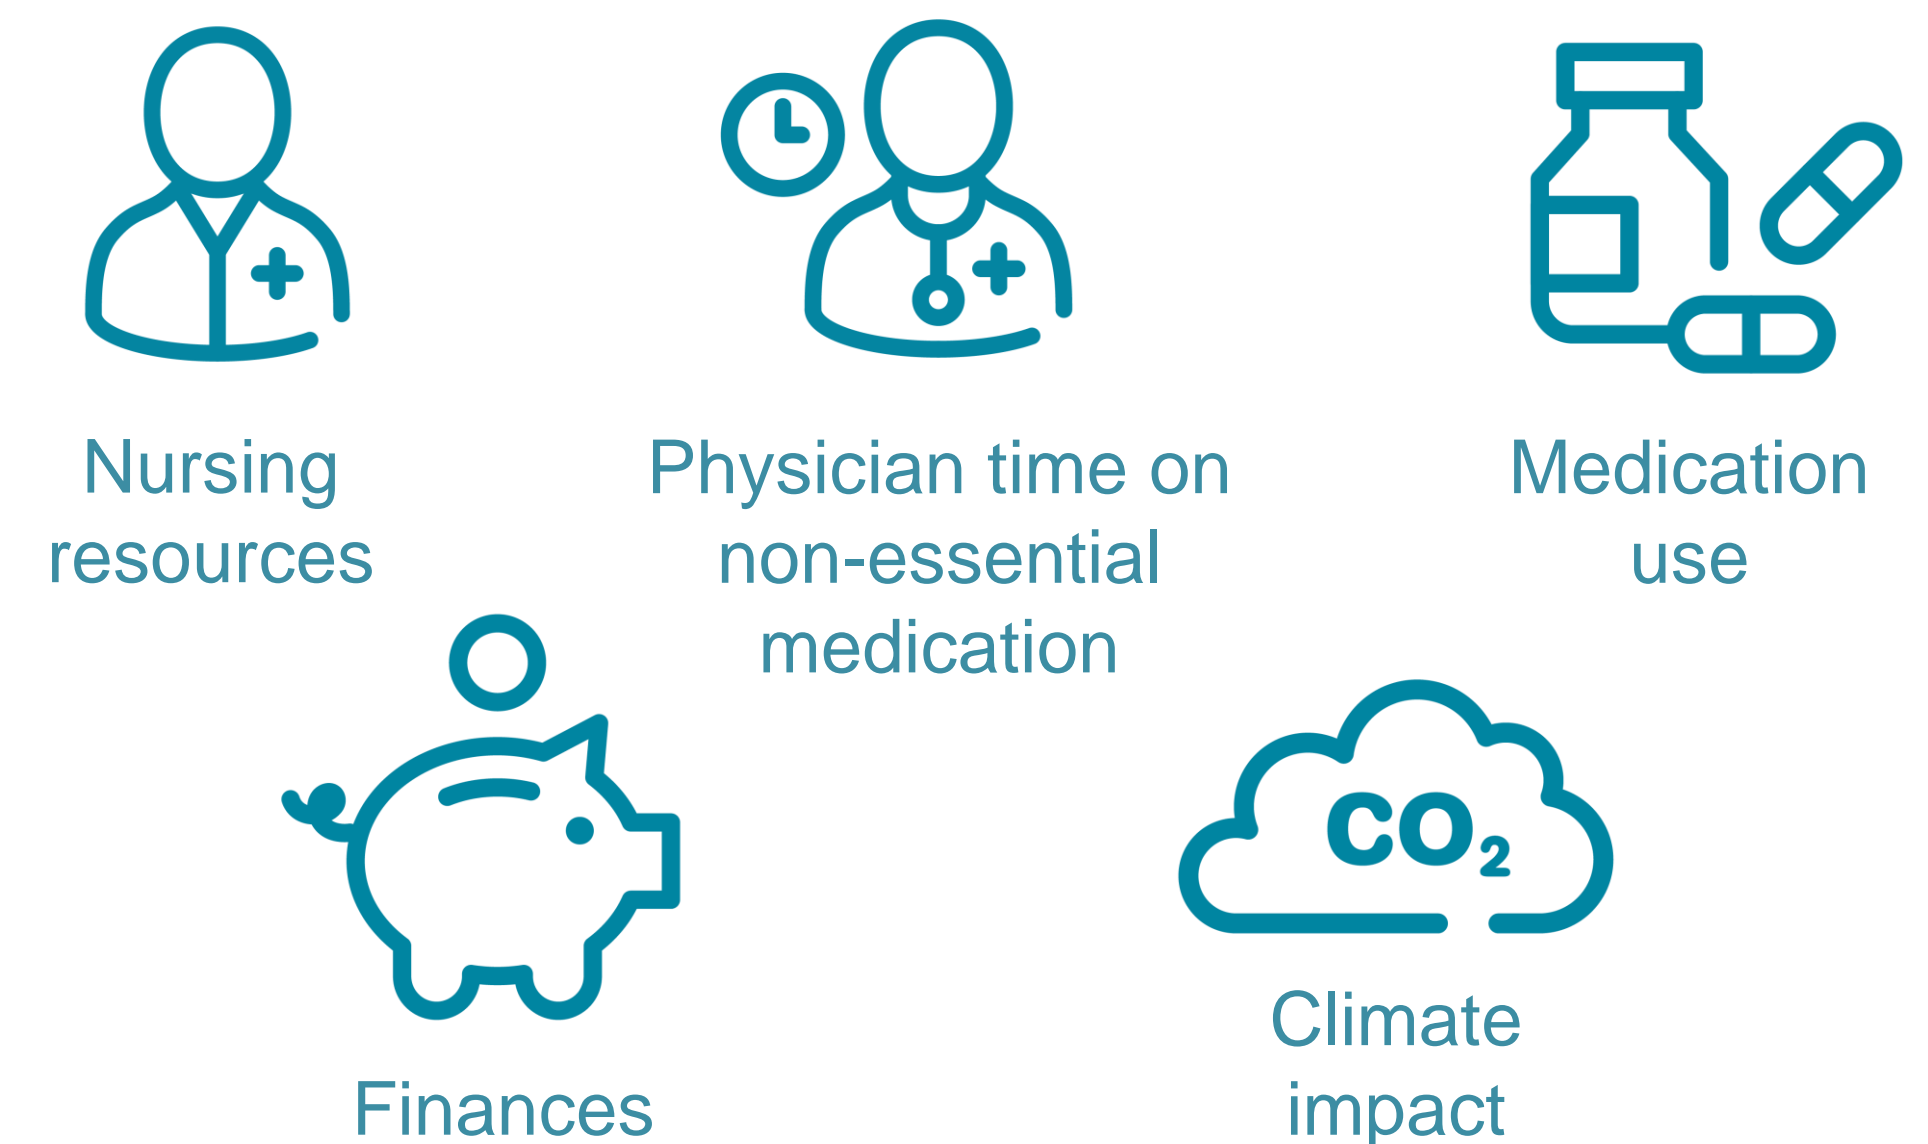 Nursing
resources
Physician time on
non-essential
medication
Medication
use
Finances
CO₂
Climate
impact